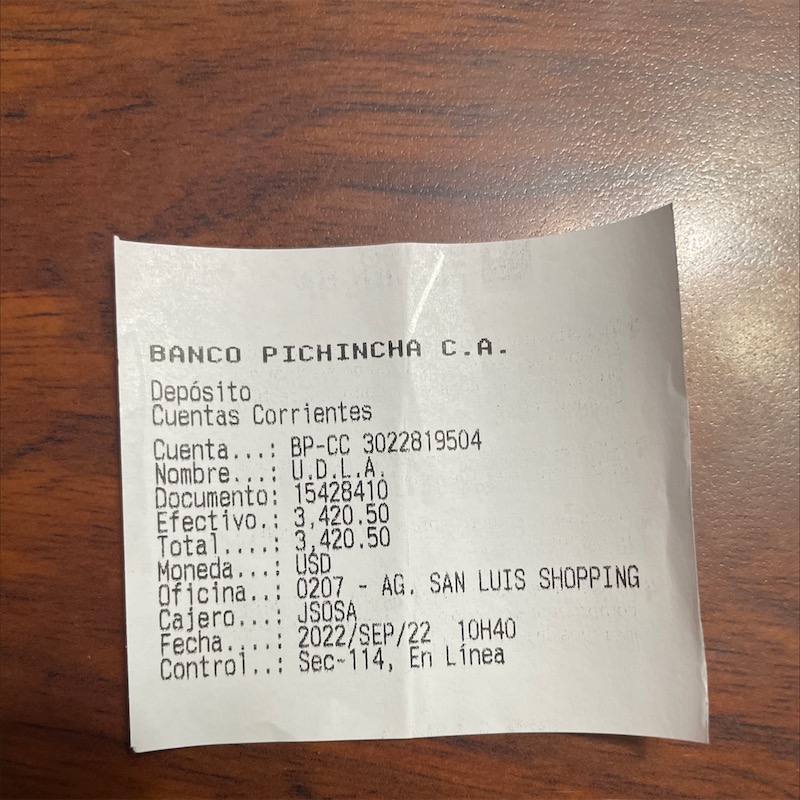 BANCO PICHINCHA C.A.
Depósito
Cuentas Corrientes
Cuenta...: BP-CC 3022819504
Nombre...: U.D.L.A.
Documento: 15428410
Efectivo.: 3,420.50
Total....: 3,420.50
Moneda...: USD
Oficina..: 0207 - AG. SAN LUIS SHOPPING
Cajero...: JSOSA
Fecha....: 2022/SEP/22 10H40
Control..: Sec-114, En Línea